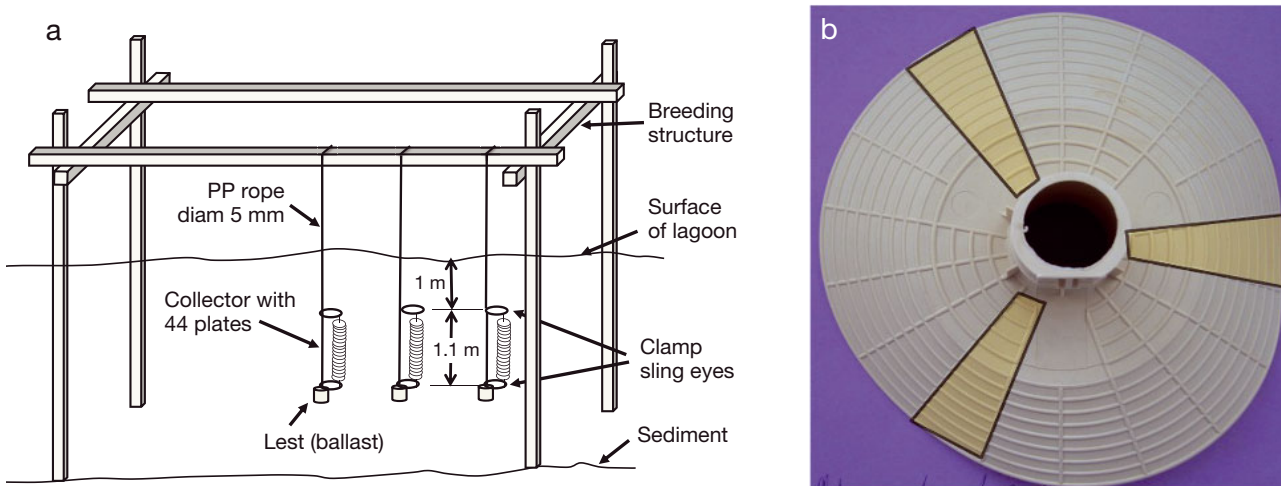 a
Breeding
structure
PP rope
diam 5 mm
Surface
of lagoon
1 m
Collector with
44 plates
1.1 m
Clamp
sling eyes
Lest (ballast)
Sediment
b